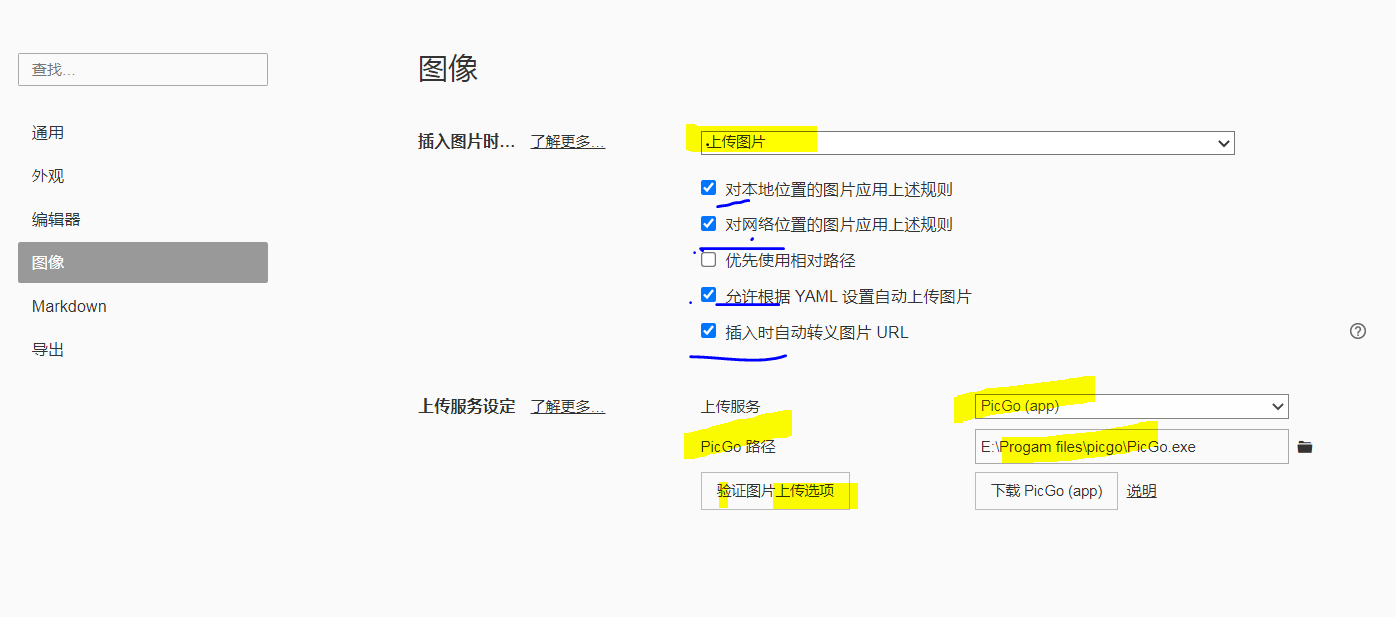 图像
查找...
通用
外观
编辑器
图像
Markdown
导出
插入图片时... 了解更多... 上传图片
对本地位置的图片应用上述规则
对网络位置的图片应用上述规则
优先使用相对路径
允许根据 YAML 设置自动上传图片
插入时自动转义图片 URL
上传服务设定 了解更多... 上传服务 PicGo (app)
PicGo 路径 E:\Progam files\picgo\PicGo.exe
验证图片上传选项 下载 PicGo (app) 说明